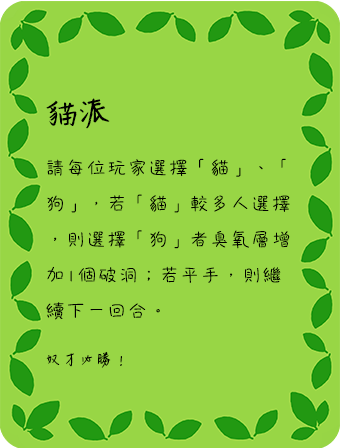 貓派
請每位玩家選擇「貓」、「
狗」，若「貓」較多人選擇
，則選擇「狗」者臭氧層增
加1個破洞；若平手，則繼
續下一回合。
奴才必勝！